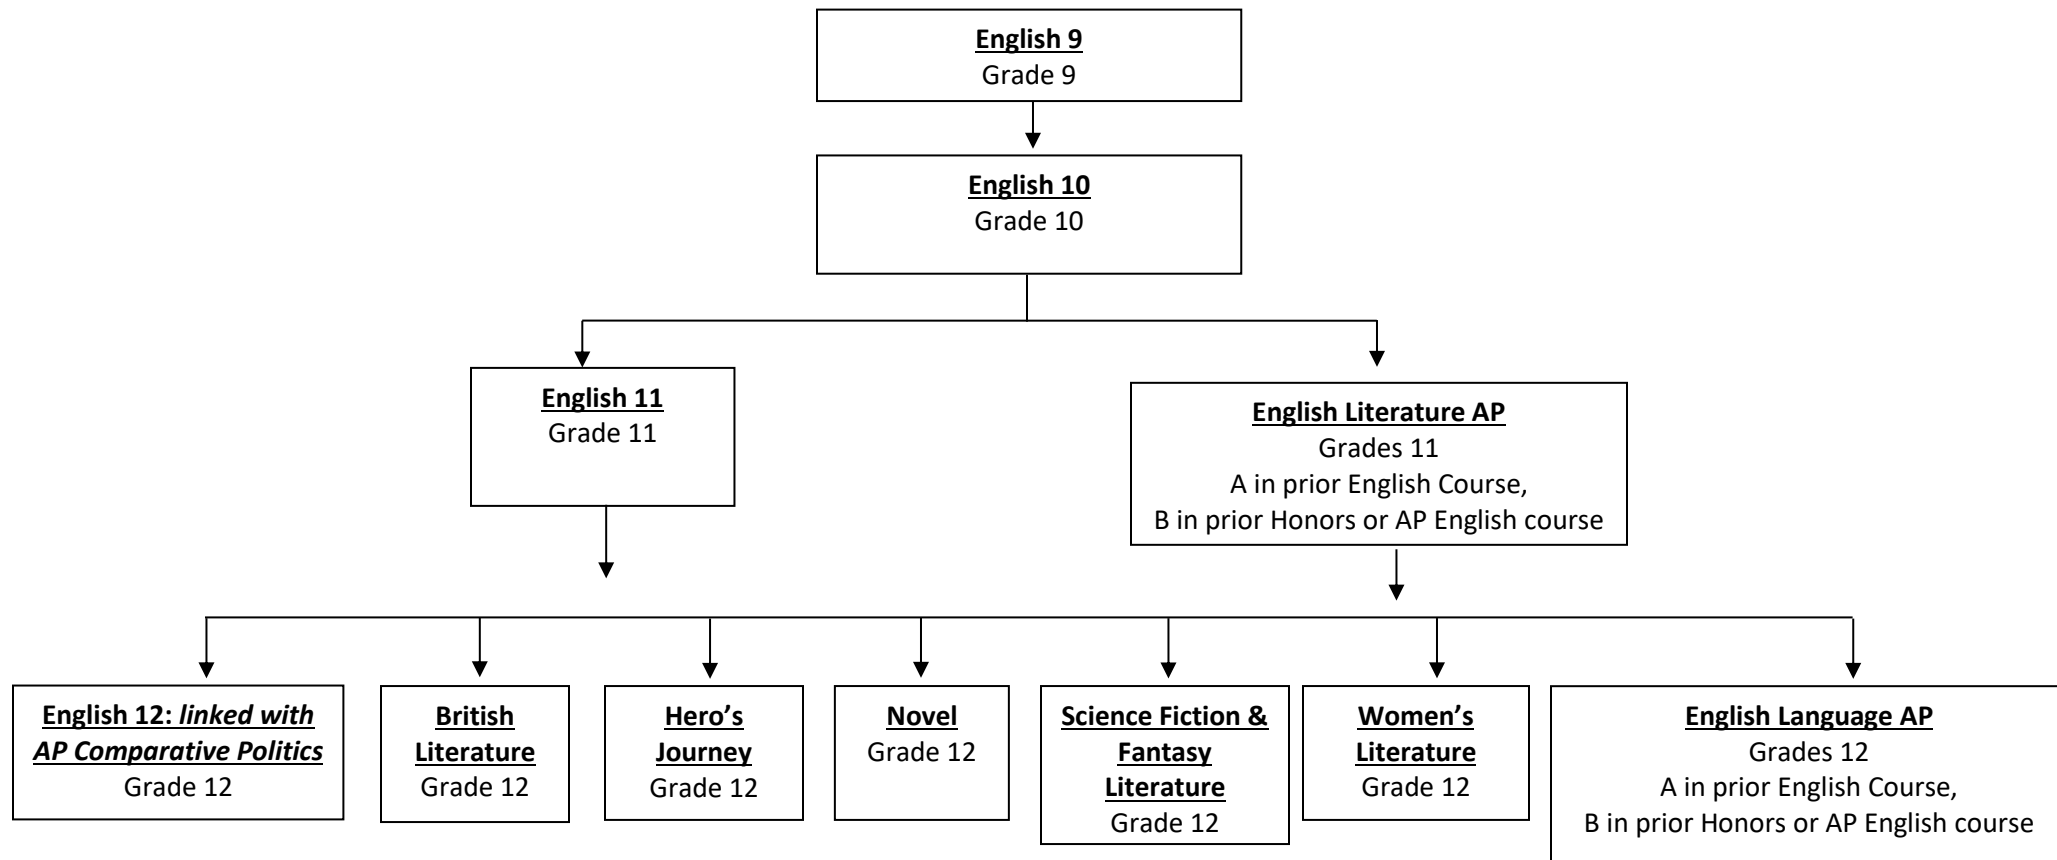 English 9
Grade 9
English 10
Grade 10
English 11
Grade 11
English Literature AP
Grades 11
A in prior English Course,
B in prior Honors or AP English course
English 12: linked with
AP Comparative Politics
Grade 12
British
Literature
Grade 12
Hero’s
Journey
Grade 12
Novel
Grade 12
Science Fiction &
Fantasy
Literature
Grade 12
Women’s
Literature
Grade 12
English Language AP
Grades 12
A in prior English Course,
B in prior Honors or AP English course